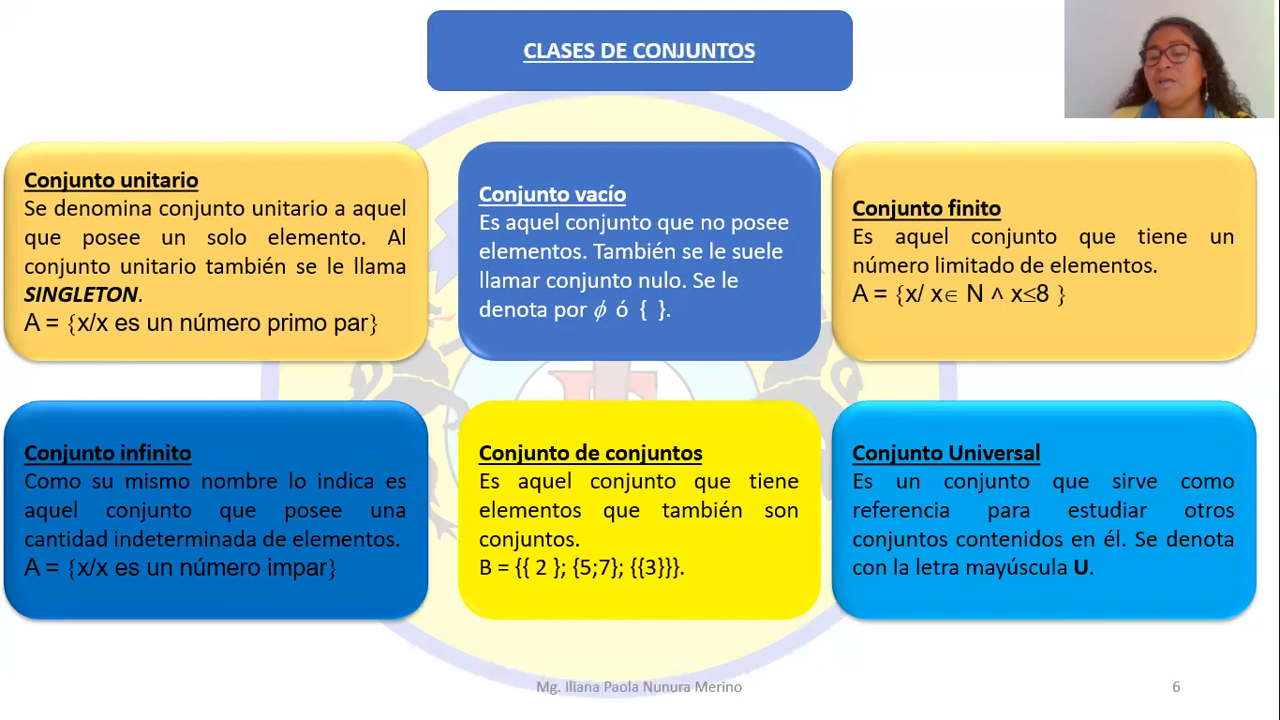 CLASES DE CONJUNTOS
Conjunto unitario
Se denomina conjunto unitario a aquel
que posee un solo elemento. Al
conjunto unitario también se le llama
SINGLETON.
A = {x/x es un número primo par}
Conjunto vacío
Es aquel conjunto que no posee
elementos. También se le suele
llamar conjunto nulo. Se le
denota por ϕ ó { }.
Conjunto finito
Es aquel conjunto que tiene un
número limitado de elementos.
A = {x/ x∈ N ∧ x≤8 }
Conjunto infinito
Como su mismo nombre lo indica es
aquel conjunto que posee una
cantidad indeterminada de elementos.
A = {x/x es un número impar}
Conjunto de conjuntos
Es aquel conjunto que tiene
elementos que también son
conjuntos.
B = {{ 2 }; {5;7}; {{3}}}.
Conjunto Universal
Es un conjunto que sirve como
referencia para estudiar otros
conjuntos contenidos en él. Se denota
con la letra mayúscula U.
Mg. Iliana Paola Nunura Merino
6